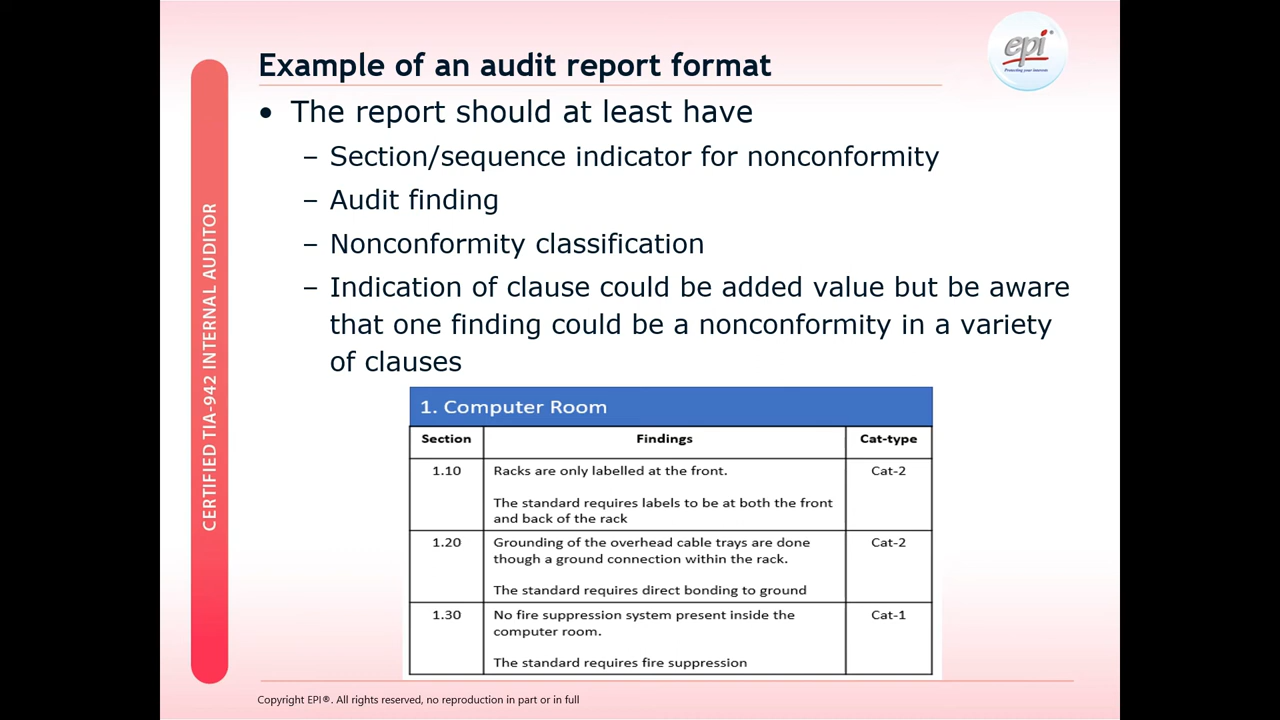 epi®
Protecting your interests
Example of an audit report format
• The report should at least have
– Section/sequence indicator for nonconformity
– Audit finding
– Nonconformity classification
– Indication of clause could be added value but be aware
that one finding could be a nonconformity in a variety
of clauses
CERTIFIED TIA-942 INTERNAL AUDITOR
1. Computer Room
Section Findings Cat-type
1.10 Racks are only labelled at the front. Cat-2
The standard requires labels to be at both the front
and back of the rack
1.20 Grounding of the overhead cable trays are done Cat-2
though a ground connection within the rack.
The standard requires direct bonding to ground
1.30 No fire suppression system present inside the Cat-1
computer room.
The standard requires fire suppression
Copyright EPI®. All rights reserved, no reproduction in part or in full